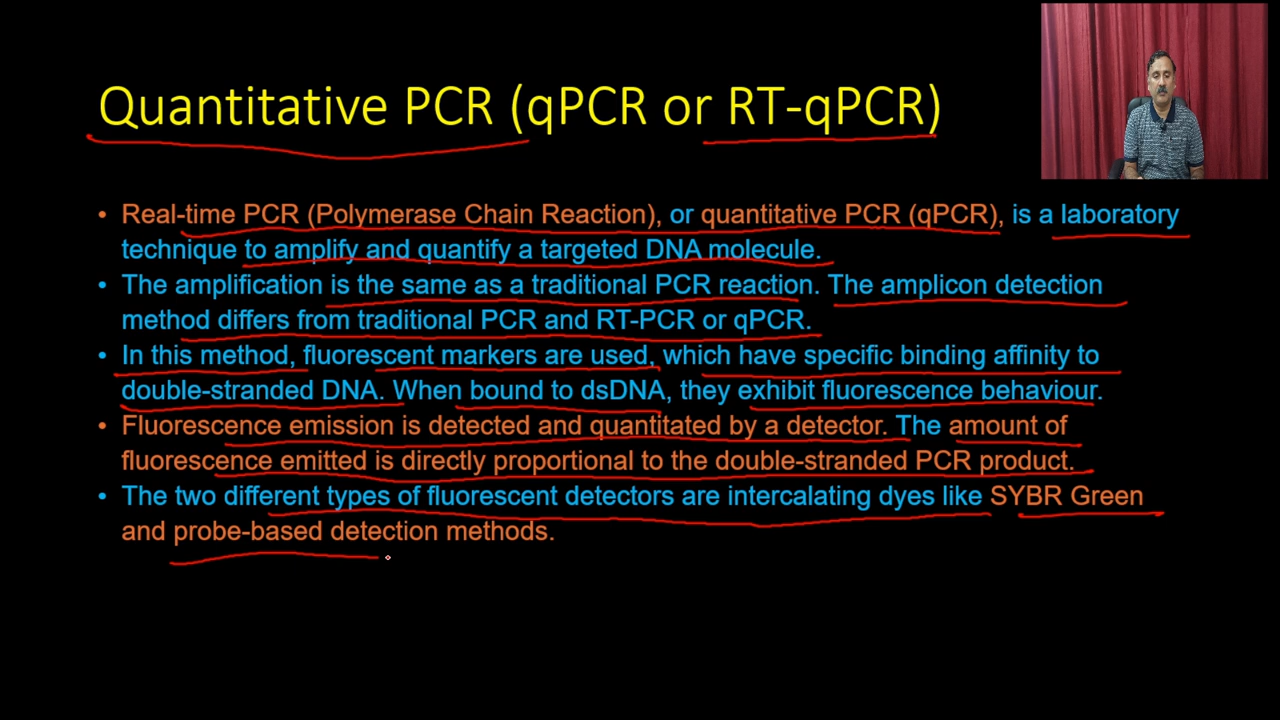 Quantitative PCR (qPCR or RT-qPCR)
• Real-time PCR (Polymerase Chain Reaction), or quantitative PCR (qPCR), is a laboratory
technique to amplify and quantify a targeted DNA molecule.
• The amplification is the same as a traditional PCR reaction. The amplicon detection
method differs from traditional PCR and RT-PCR or qPCR.
• In this method, fluorescent markers are used, which have specific binding affinity to
double-stranded DNA. When bound to dsDNA, they exhibit fluorescence behaviour.
• Fluorescence emission is detected and quantitated by a detector. The amount of
fluorescence emitted is directly proportional to the double-stranded PCR product.
• The two different types of fluorescent detectors are intercalating dyes like SYBR Green
and probe-based detection methods.